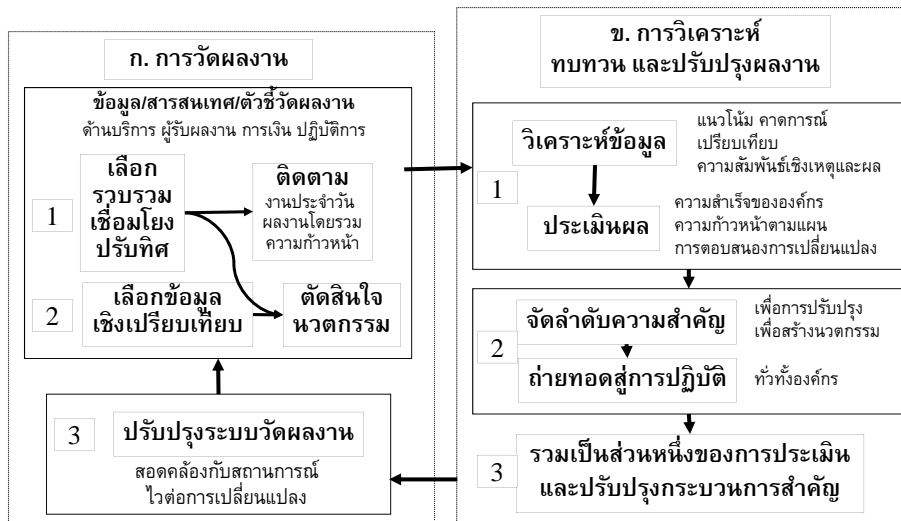 ก. การวัดผลงาน
ข้อมูล/สารสนเทศ/ตัวชี้วัดผลงาน
ด้านบริการ ผู้รับผลงาน การเงิน ปฏิบัติการ
1
เลือก
รวบรวม
เชื่อมโยง
ปรับทิศ
ติดตาม
งานประจำวัน
ผลงานโดยรวม
ความก้าวหน้า
2
เลือกข้อมูล
เชิงเปรียบเทียบ
ตัดสินใจ
นวตกรรม
3
ปรับปรุงระบบวัดผลงาน
สอดคล้องกับสถานการณ์
ไวต่อการเปลี่ยนแปลง
ข. การวิเคราะห์
ทบทวน และปรับปรุงผลงาน
1
วิเคราะห์ข้อมูล
แนวโน้ม คาดการณ์
เปรียบเทียบ
ความสัมพันธ์เชิงเหตุและผล
ประเมินผล
ความสำเร็จขององค์กร
ความก้าวหน้าตามแผน
การตอบสนองการเปลี่ยนแปลง
2
จัดลำดับความสำคัญ
เพื่อการปรับปรุง
เพื่อสร้างนวตกรรม
ถ่ายทอดสู่การปฏิบัติ
ทั่วทั้งองค์กร
3
รวมเป็นส่วนหนึ่งของการประเมิน
และปรับปรุงกระบวนการสำคัญ